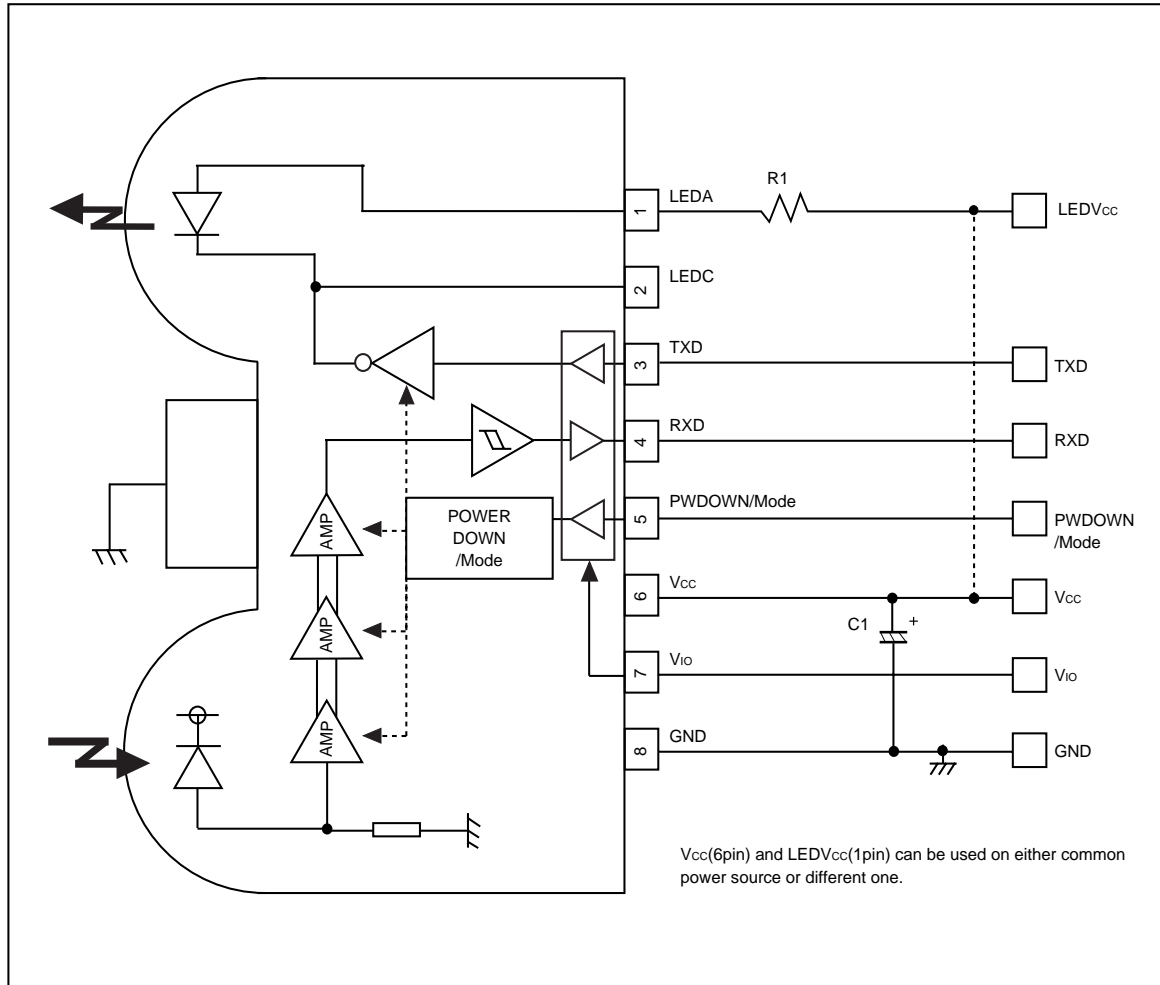 R1
1
LEDA
LEDVcc
2
LEDC
3
TXD
TXD
4
RXD
RXD
5
PWDOWN/Mode
PWDOWN
/Mode
POWER
DOWN
/Mode
AMP
AMP
AMP
6
Vcc
Vcc
C1
+
7
VIO
VIO
8
GND
GND
Vcc(6pin) and LEDVcc(1pin) can be used on either common
power source or different one.